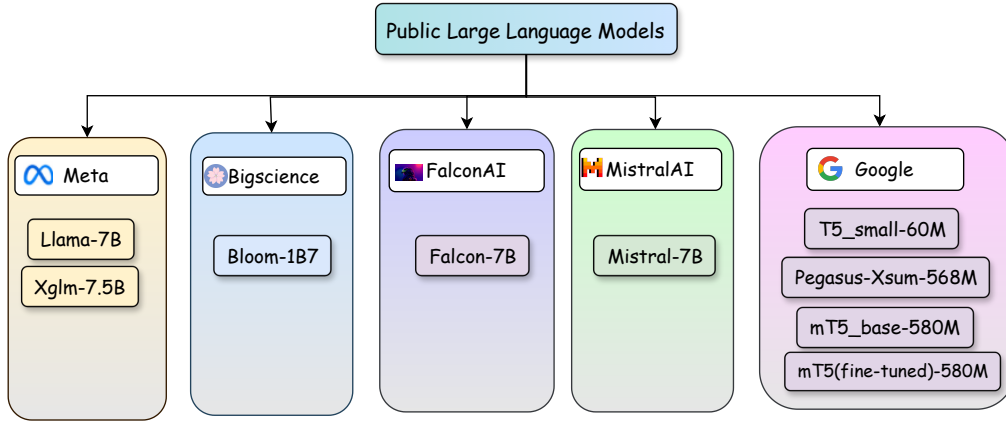 Public Large Language Models
Meta
Llama-7B
Xglm-7.5B
Bigscience
Bloom-1B7
FalconAI
Falcon-7B
MistralAI
Mistral-7B
Google
T5_small-60M
Pegasus-Xsum-568M
mT5_base-580M
mT5(fine-tuned)-580M